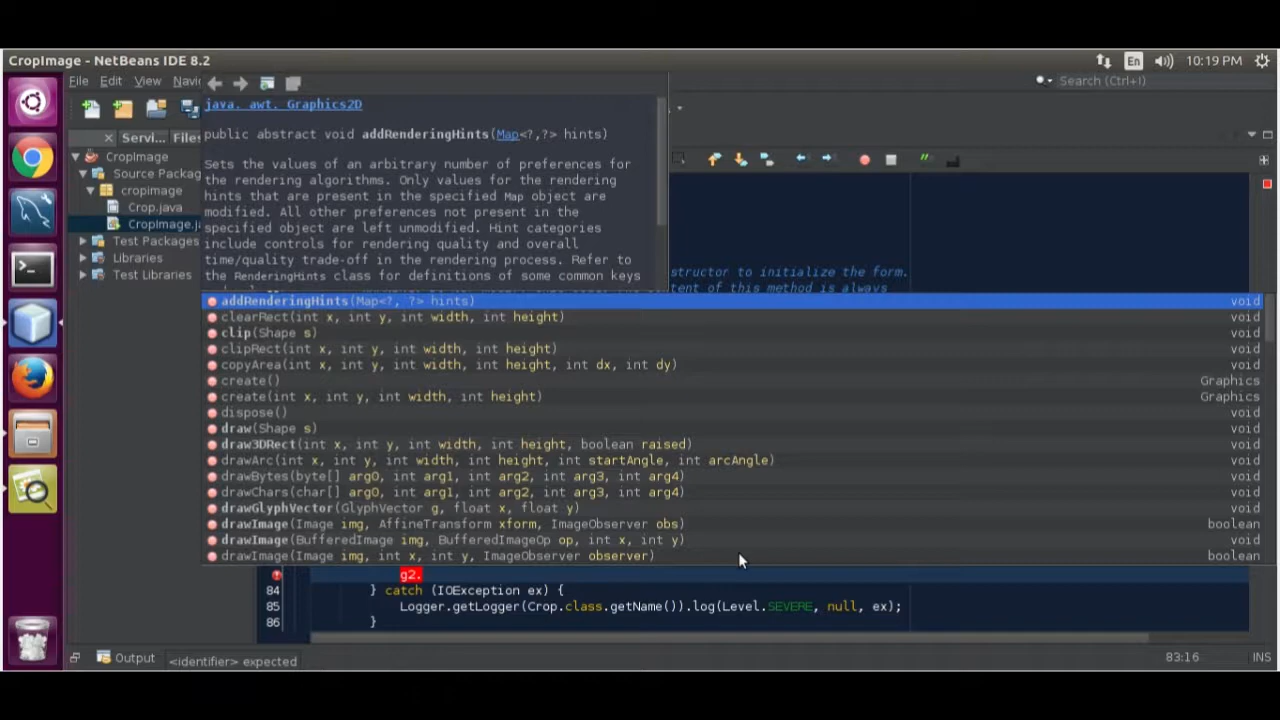 CropImage - NetBeans IDE 8.2
En
10:19 PM
File Edit View Navi
Search (Ctrl+I)
java. awt. Graphics2D
public abstract void addRenderingHints(Map<?,?> hints)
Servi... Files
CropImage
Sets the values of an arbitrary number of preferences for
Source Packag
the rendering algorithms. Only values for the rendering
cropimage
hints that are present in the specified Map object are
Crop.java
modified. All other preferences not present in the
CropImage.ja
specified object are left unmodified. Hint categories
Test Packages
include controls for rendering quality and overall
Libraries
time/quality trade-off in the rendering process. Refer to
Test Libraries
the RenderingHints class for definitions of some common keys
structor to initialize the form.
tent of this method is always
addRenderingHints(Map<?, ?> hints) void
clearRect(int x, int y, int width, int height) void
clip(Shape s) void
clipRect(int x, int y, int width, int height) void
copyArea(int x, int y, int width, int height, int dx, int dy) void
create() Graphics
create(int x, int y, int width, int height) Graphics
dispose() void
draw(Shape s) void
draw3DRect(int x, int y, int width, int height, boolean raised) void
drawArc(int x, int y, int width, int height, int startAngle, int arcAngle) void
drawBytes(byte[] arg0, int arg1, int arg2, int arg3, int arg4) void
drawChars(char[] arg0, int arg1, int arg2, int arg3, int arg4) void
drawGlyphVector(GlyphVector g, float x, float y) void
drawImage(Image img, AffineTransform xform, ImageObserver obs) boolean
drawImage(BufferedImage img, BufferedImageOp op, int x, int y) void
drawImage(Image img, int x, int y, ImageObserver observer) boolean
g2.
84 } catch (IOException ex) {
85 Logger.getLogger(Crop.class.getName()).log(Level.SEVERE, null, ex);
86 }
Output <identifier> expected 83:16 INS